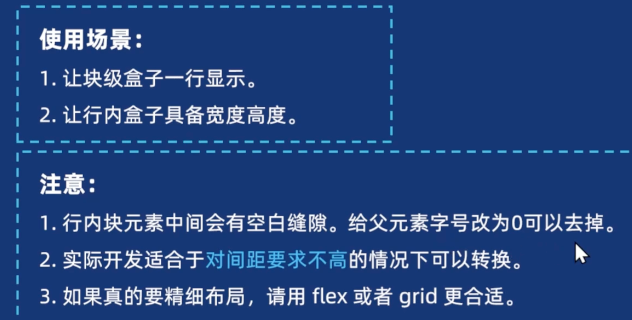 使用场景：
1. 让块级盒子一行显示。
2. 让行内盒子具备宽度高度。
注意：
1. 行内块元素中间会有空白缝隙。给父元素字号改为0可以去掉。
2. 实际开发适合于对间距要求不高的情况下可以转换。
3. 如果真的要精细布局，请用 flex 或者 grid 更合适。